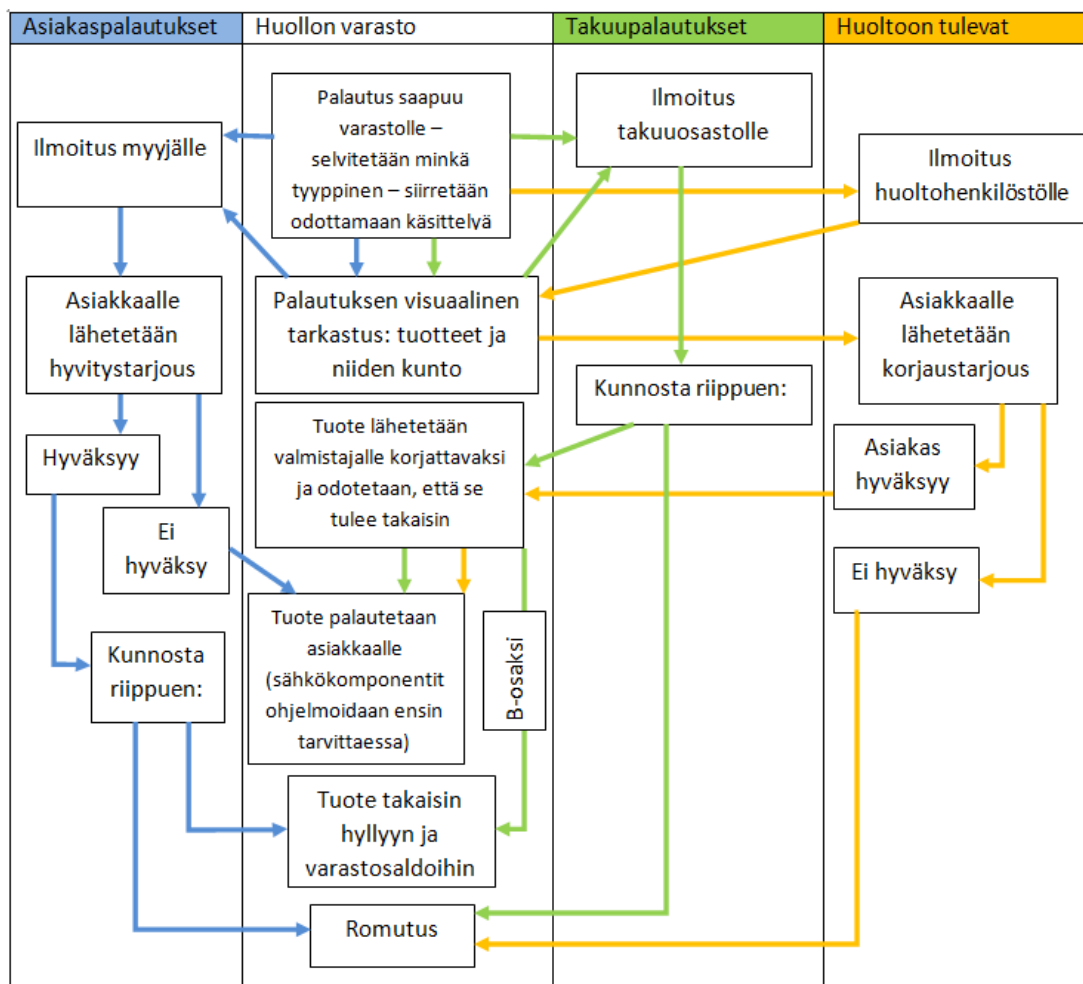 Asiakaspalautukset
Huollon varasto
Takuupalautukset
Huoltoon tulevat
Palautus saapuu
varastolle –
selvitetään minkä
tyyppinen – siirretään
odottamaan käsittelvä
Ilmoitus
takuuosastolle
Ilmoitus myyjälle
Ilmoitus
huoltohenkilöstölle
Asiakkaalle
lähetetään
hyvitystarjous
Palautuksen visuaalinen
tarkastus: tuotteet ja
niiden kunto
Asiakkaalle
lähetetään
korjaustarjous
Kunnosta riippuen:
Hyväksyy
Tuote lähetetään
valmistajalle korjattavaksi
ja odotetaan, että se
tulee takaisin
Asiakas
hyväksyy
Ei
hyväksy
Ei hyväksy
Tuote palautetaan
asiakkaalle
(sähkökomponentit
ohjelmoidaan ensin
tarvittaessa)
B-osaksi
Kunnosta
riippuen:
Tuote takaisin
hyllyyn ja
varastosaldoihin
Romutus